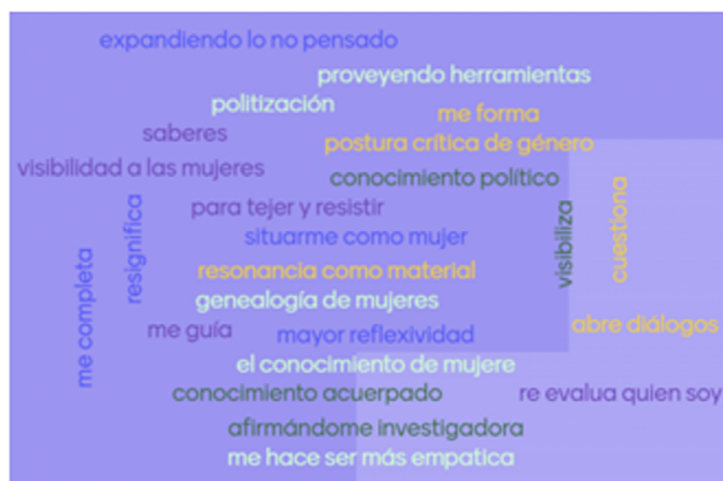 expandiendo lo no pensado
proveyendo herramientas
politización
me forma
saberes
postura crítica de género
visibilidad a las mujeres
conocimiento político
para tejer y resistir
resignifica
visibiliza
cuestiona
situarme como mujer
me completa
resonancia como material
genealogía de mujeres
me guía
mayor reflexividad
abre diálogos
el conocimiento de mujere
conocimiento acuerpado
re evalua quien soy
afirmándome investigadora
me hace ser más empatica